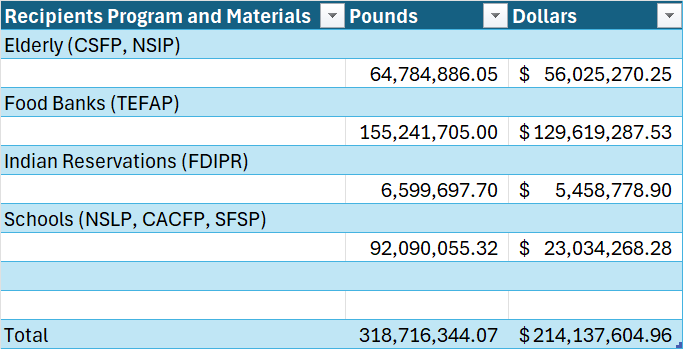 Recipients Program and Materials Pounds Dollars
Elderly (CSFP, NSIP)
64,784,886.05 $ 56,025,270.25
Food Banks (TEFAP)
155,241,705.00 $129,619,287.53
Indian Reservations (FDIPR)
6,599,697.70 $ 5,458,778.90
Schools (NSLP, CACFP, SFSP)
92,090,055.32 $ 23,034,268.28
Total 318,716,344.07 $214,137,604.96